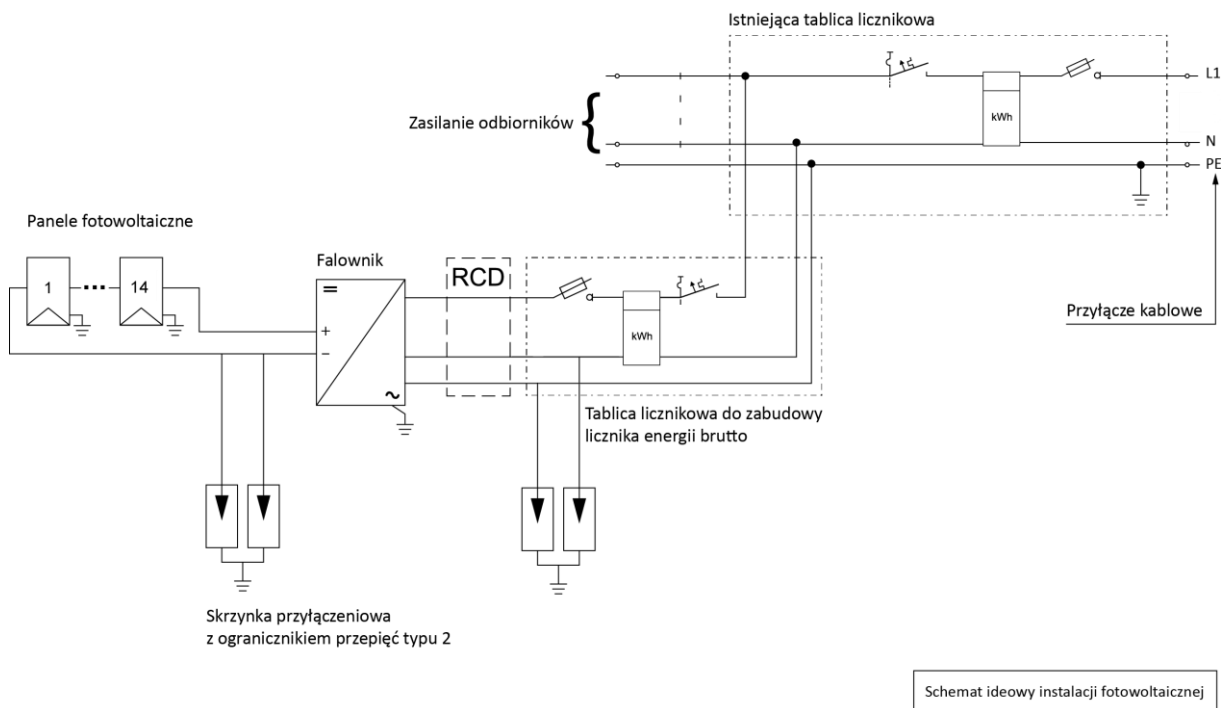 Istniejąca tablica licznikowa
L1
kWh
Zasilanie odbiorników
N
PE
Panele fotowoltaiczne
Falownik
RCD
1
14
+
−
kWh
Przyłącze kablowe
Tablica licznikowa do zabudowy
licznika energii brutto
Skrzynka przyłączeniowa
z ogranicznikiem przepięć typu 2
Schemat ideowy instalacji fotowoltaicznej